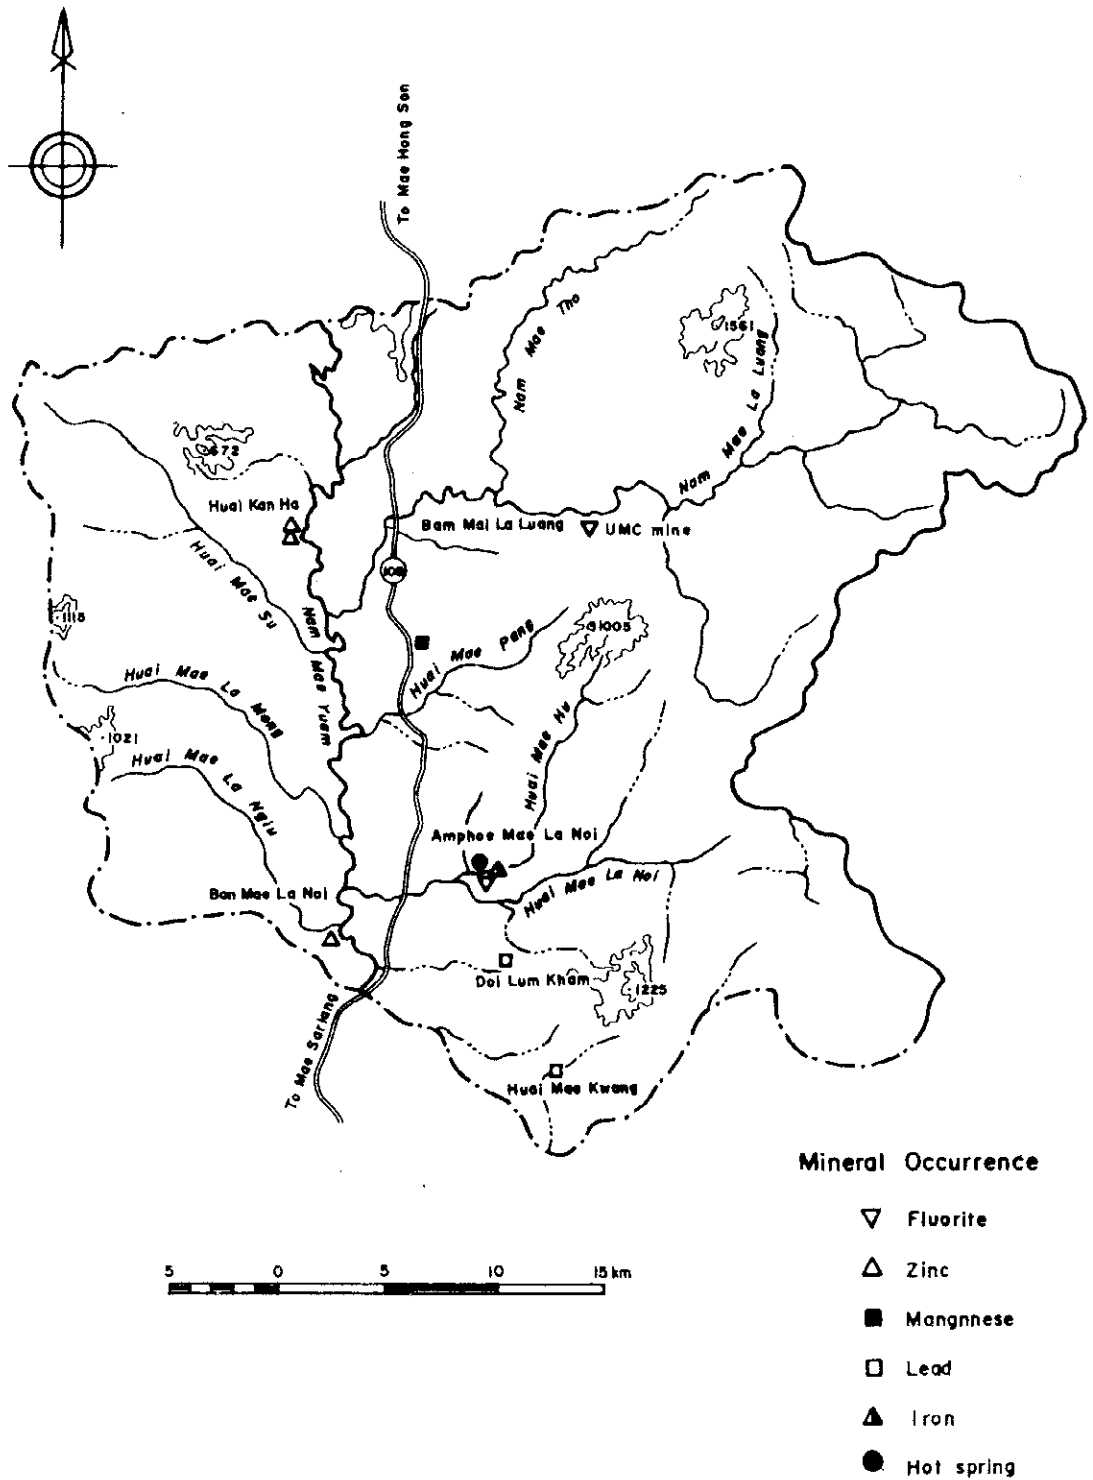 To Mae Hong Son
Nam Mae Tho
1561
Nam Mae La Luang
672
Huai Kan Ha
Bam Mai La Luang
UMC mine
Huai Mae Su
108
1115
Nam Mae Yuam
1005
Huai Mae Pang
Huai Mae La Mong
Huai Mae Hu
1021
Huai Mae La Ngiu
Amphoe Mae La Noi
Ban Mae La Noi
Huai Mae La Noi
Doi Lum Kham
1225
To Mae Sariang
Huai Mae Kwang
Mineral Occurrence
Fluorite
Zinc
Mangnnese
Lead
Iron
Hot spring
5 0 5 10 15 km